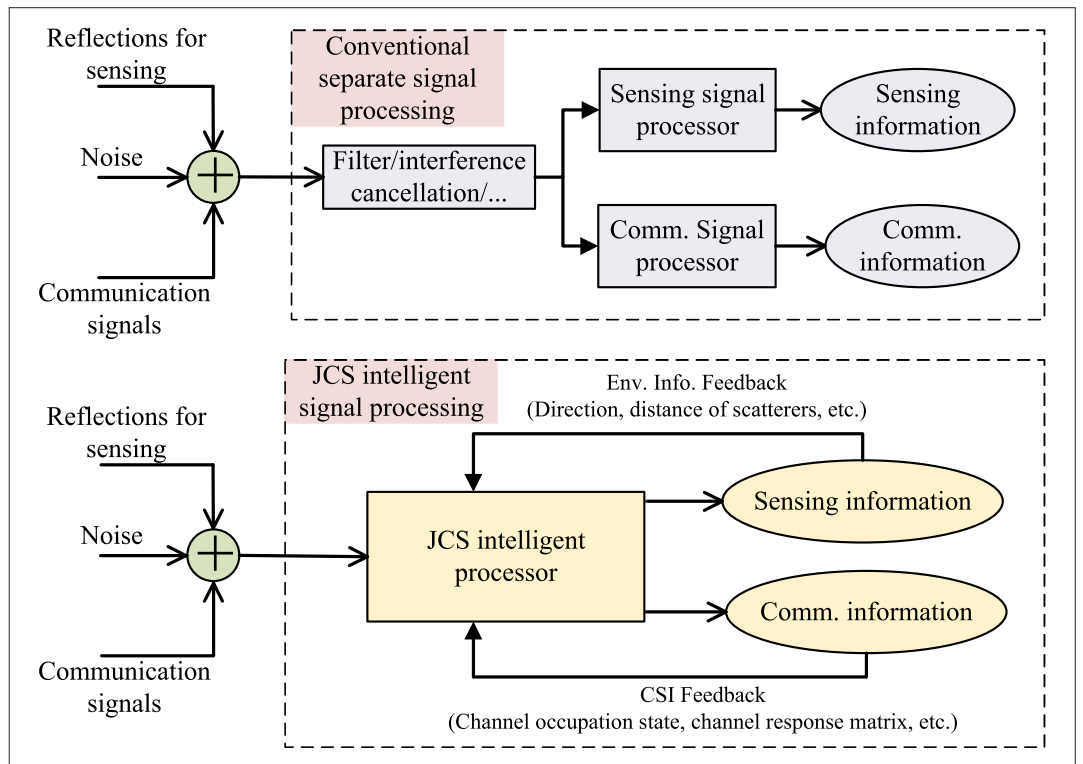 Reflections for
sensing
Noise
Communication
signals
Conventional
separate signal
processing
Filter/interference
cancellation/...
Sensing signal
processor
Sensing
information
Comm. Signal
processor
Comm.
information
JCS intelligent
signal processing
Reflections for
sensing
Noise
Communication
signals
Env. Info. Feedback
(Direction, distance of scatterers, etc.)
JCS intelligent
processor
Sensing information
Comm. information
CSI Feedback
(Channel occupation state, channel response matrix, etc.)